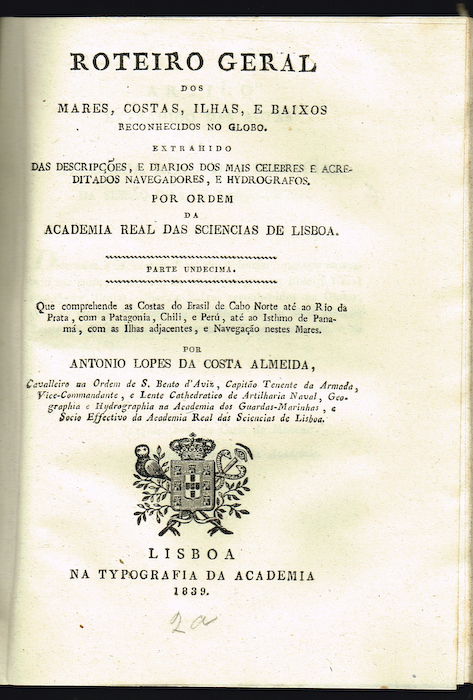 ROTEIRO GERAL
DOS
MARES, COSTAS, ILHAS, E BAIXOS
RECONHECIDOS NO GLOBO.
EXTRAHIDO
DAS DESCRIPÇÕES, E DIARIOS DOS MAIS CELEBRES E ACRE-
DITADOS NAVEGADORES, E HYDROGRAFOS.
POR ORDEM
DA
ACADEMIA REAL DAS SCIENCIAS DE LISBOA.
PARTE UNDECIMA.
Que comprehende as Costas do Brasil de Cabo Norte até ao Rio da
Prata, com a Patagonia, Chili, e Perú, até ao Isthmo de Pana-
má, com as Ilhas adjacentes, e Navegação nestes Mares.
POR
ANTONIO LOPES DA COSTA ALMEIDA,
Cavalleiro na Ordem de S. Bento d'Aviz, Capitão Tenente da Armada,
Vice-Commandante, e Lente Cathedratico de Artilharia Naval, Geo-
graphia e Hydrographia na Academia dos Guardas-Marinhas, e
Socio Effectivo da Academia Real das Sciencias de Lisboa.
LISBOA
NA TYPOGRAFIA DA ACADEMIA
1839.
2a